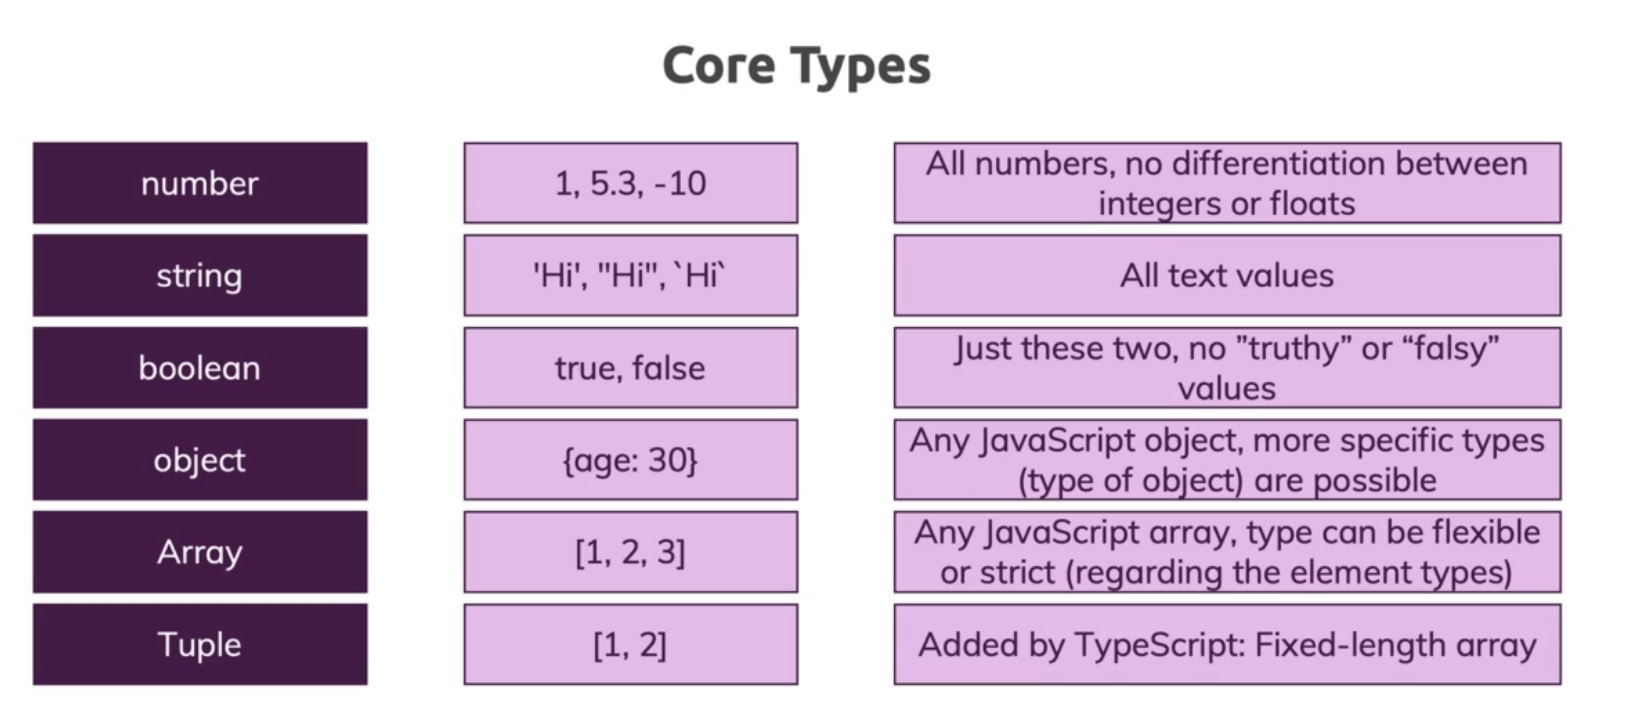 Core Types
number
1, 5.3, -10
All numbers, no differentiation between
integers or floats
string
'Hi', "Hi", `Hi`
All text values
boolean
true, false
Just these two, no ”truthy” or “falsy”
values
object
{age: 30}
Any JavaScript object, more specific types
(type of object) are possible
Array
[1, 2, 3]
Any JavaScript array, type can be flexible
or strict (regarding the element types)
Tuple
[1, 2]
Added by TypeScript: Fixed-length array